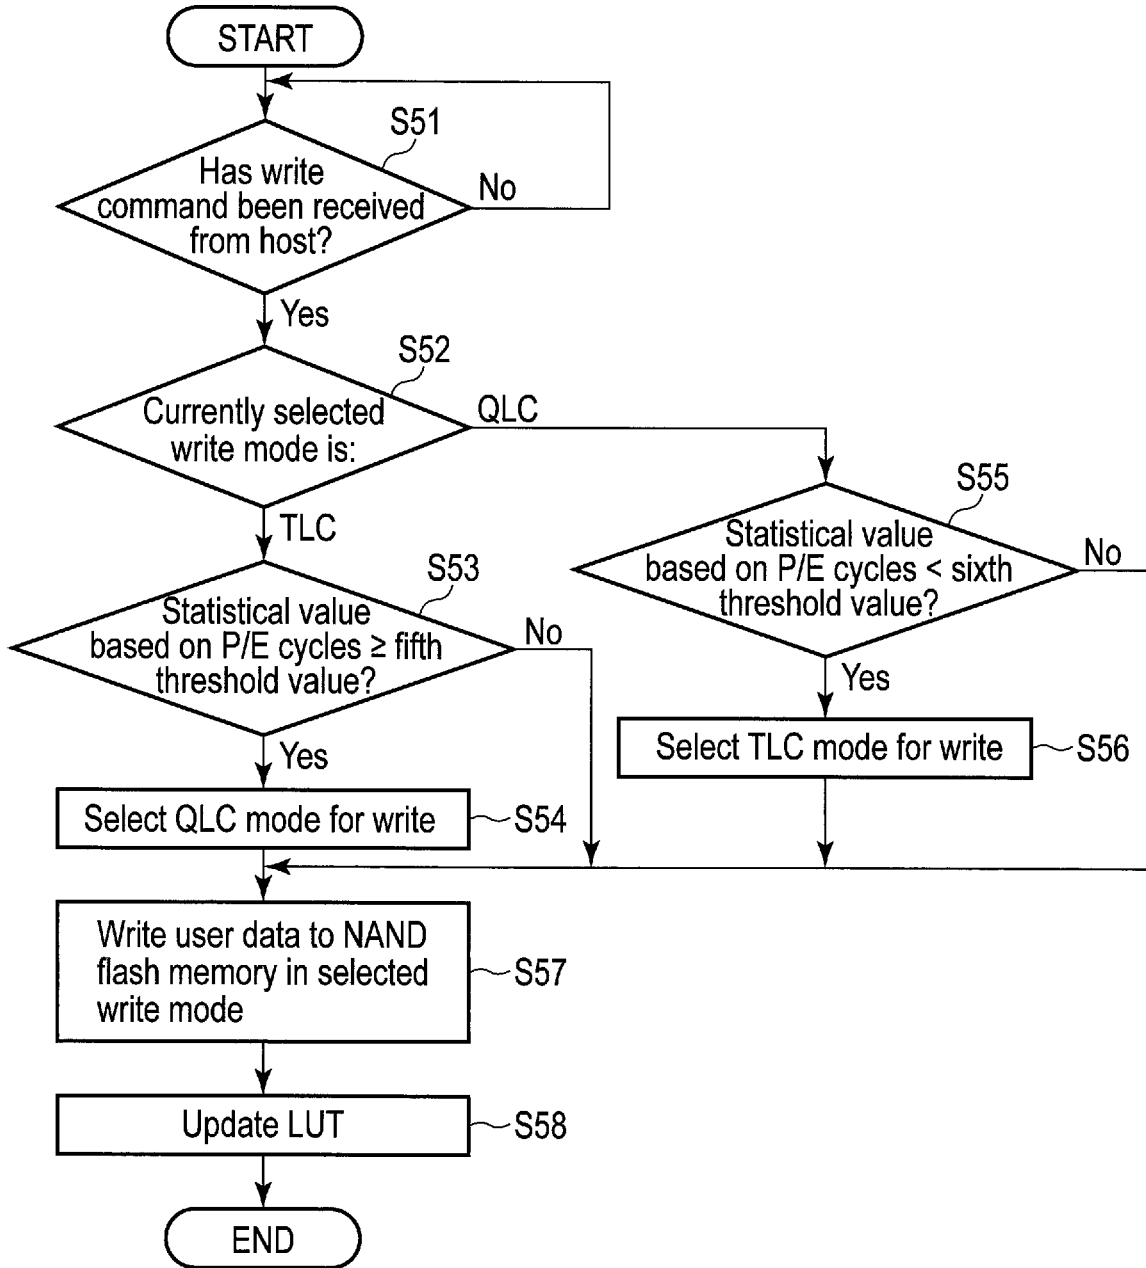 START
S51
Has write
command been received
from host?
No
Yes
S52
Currently selected
write mode is:
QLC
TLC
S55
Statistical value
based on P/E cycles < sixth
threshold value?
No
Yes
S53
Statistical value
based on P/E cycles ≥ fifth
threshold value?
No
Yes
Select TLC mode for write
S56
Select QLC mode for write
S54
Write user data to NAND
flash memory in selected
write mode
S57
Update LUT
S58
END